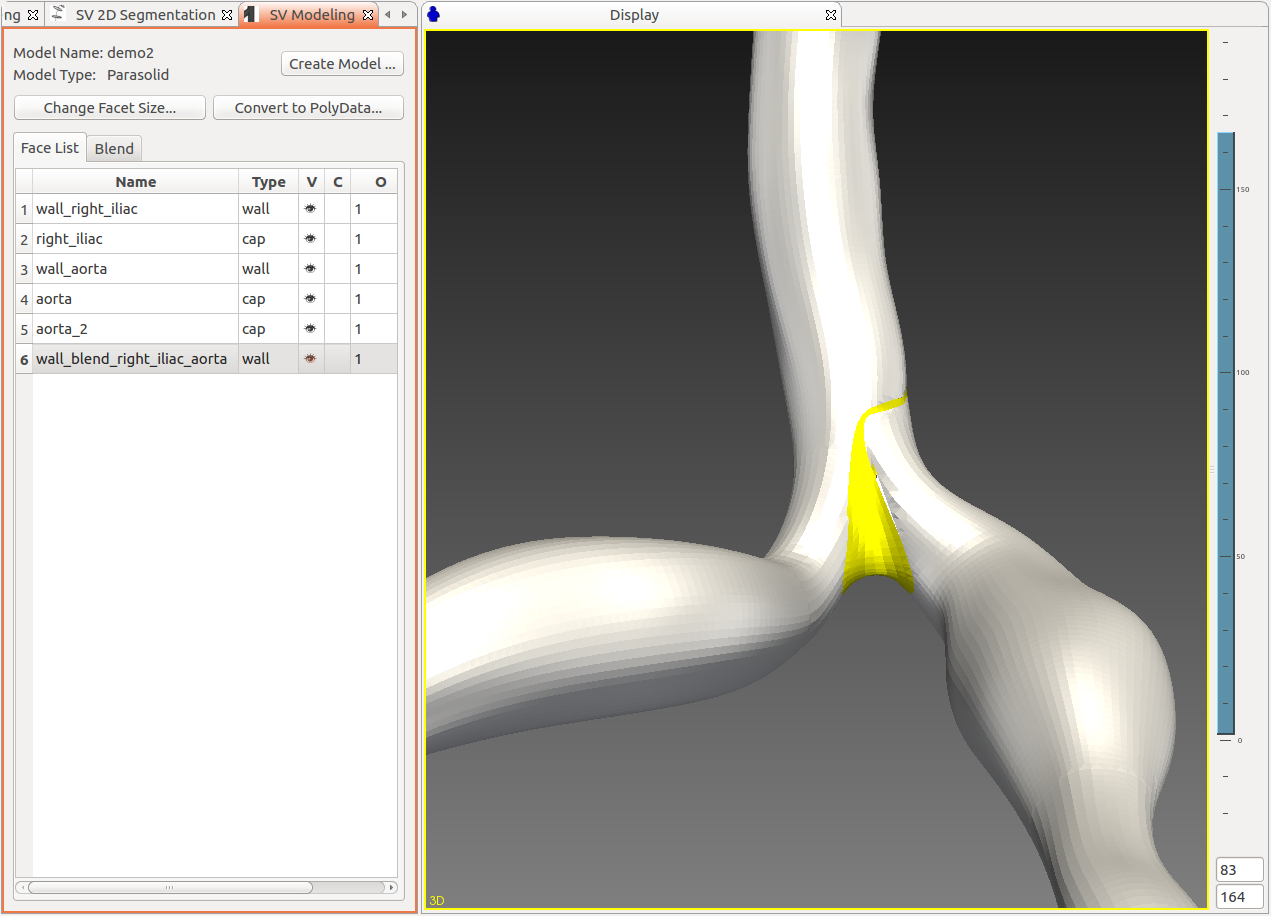 ng SV 2D Segmentation SV Modeling Display
Model Name: demo2
Model Type: Parasolid
Create Model ...
Change Facet Size... Convert to PolyData...
Face List Blend
Name Type V C O
1 wall_right_iliac wall 1
2 right_iliac cap 1
3 wall_aorta wall 1
4 aorta cap 1
5 aorta_2 cap 1
6 wall_blend_right_iliac_aorta wall 1
150
100
50
0
83
164
3D